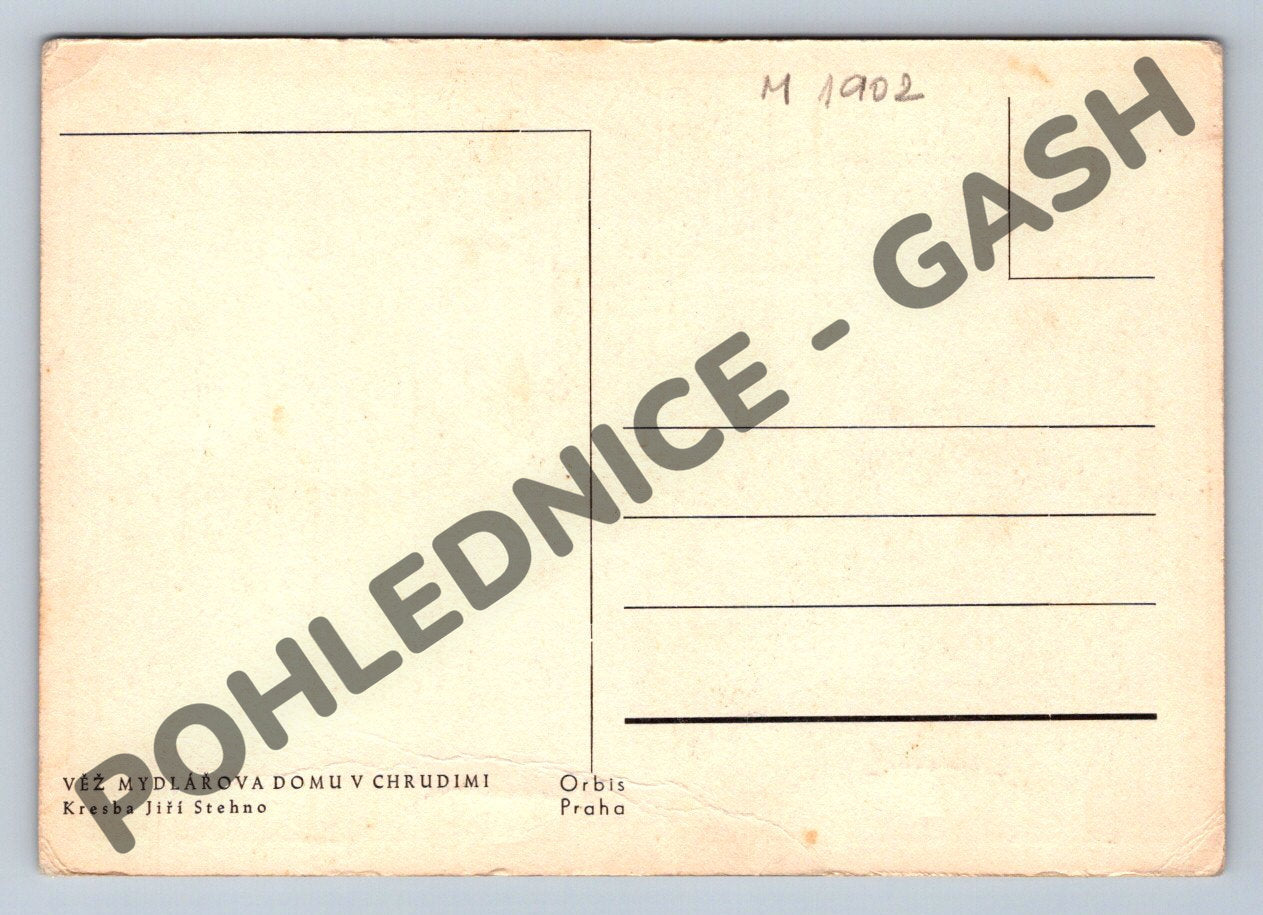 M 1902
POHLEDNICE - GASH
VĚŽ MYDLÁŘOVA DOMU V CHRUDIMI
Kresba Jiří Stehno
Orbis
Praha